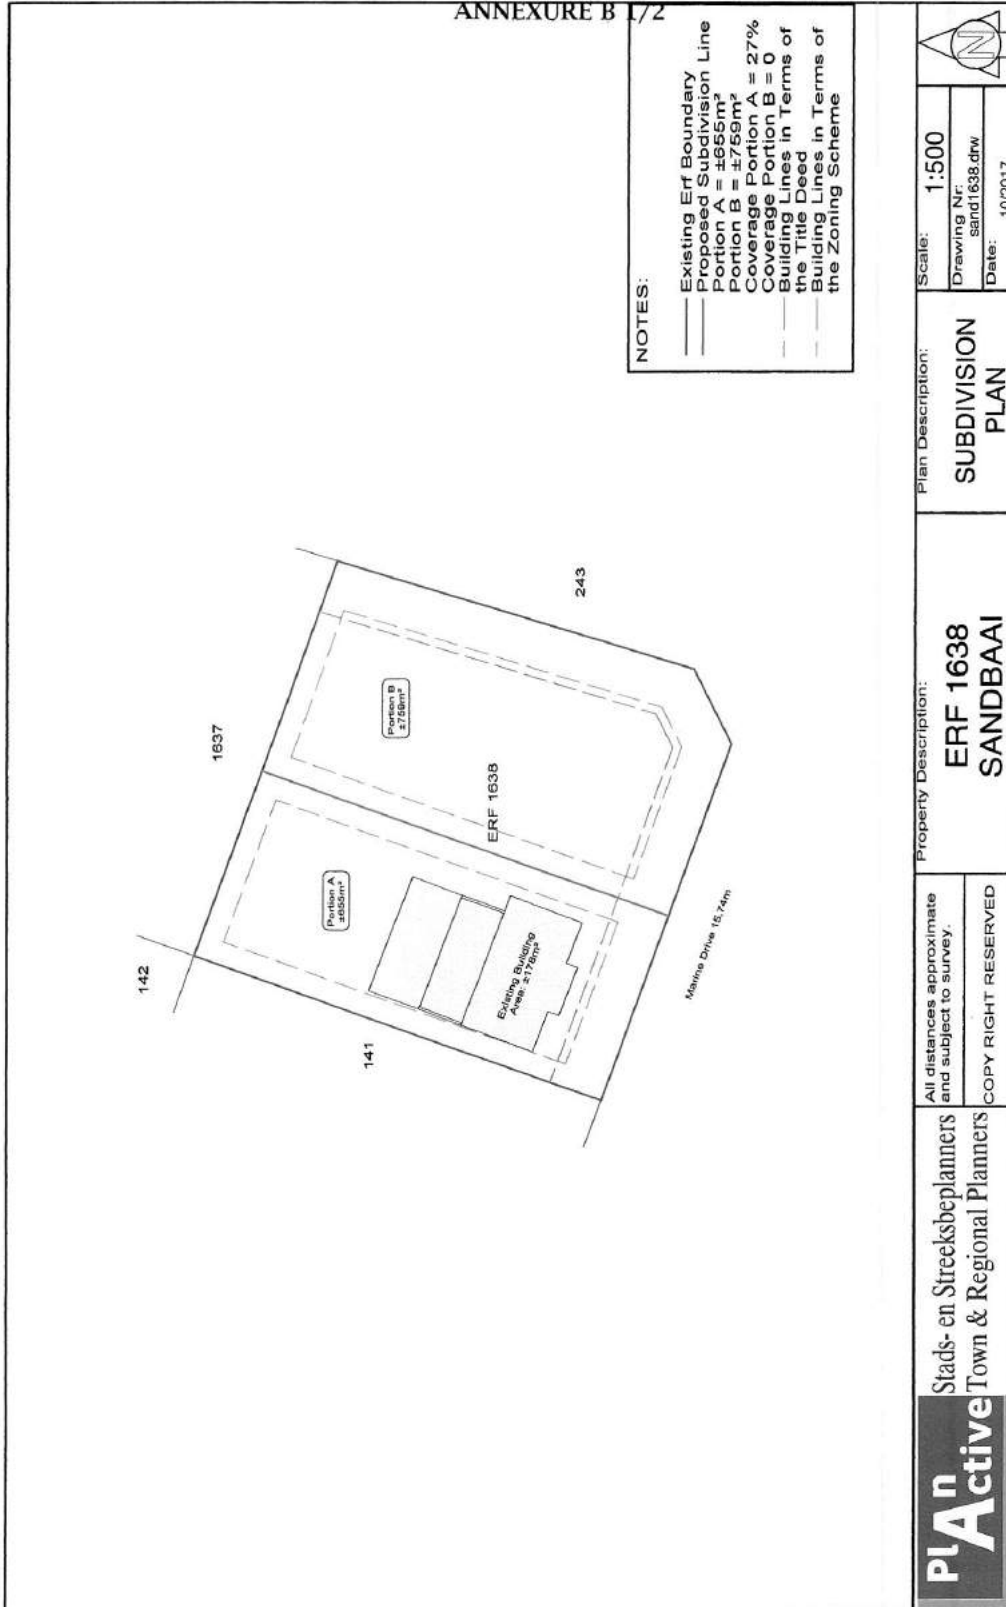 ANNEXURE B 1/2
NOTES:
Existing Erf Boundary
Proposed Subdivision Line
Portion A = ±655m²
Portion B = ±759m²
Coverage Portion A = 27%
Coverage Portion B = 0
Building Lines in Terms of
the Title Deed
Building Lines in Terms of
the Zoning Scheme
142
1637
141
243
Portion A
±655m²
Portion B
±759m²
ERF 1638
Existing Building
Area: ±178m²
Marine Drive 15.74m
Plan
Active
Stads- en Streeksbeplanners
Town & Regional Planners
All distances approximate
and subject to survey.
COPY RIGHT RESERVED
Property Description:
ERF 1638
SANDBAAI
Plan Description:
SUBDIVISION
PLAN
Scale:
1:500
Drawing Nr:
sand1638.drw
Date:
10/2017
N